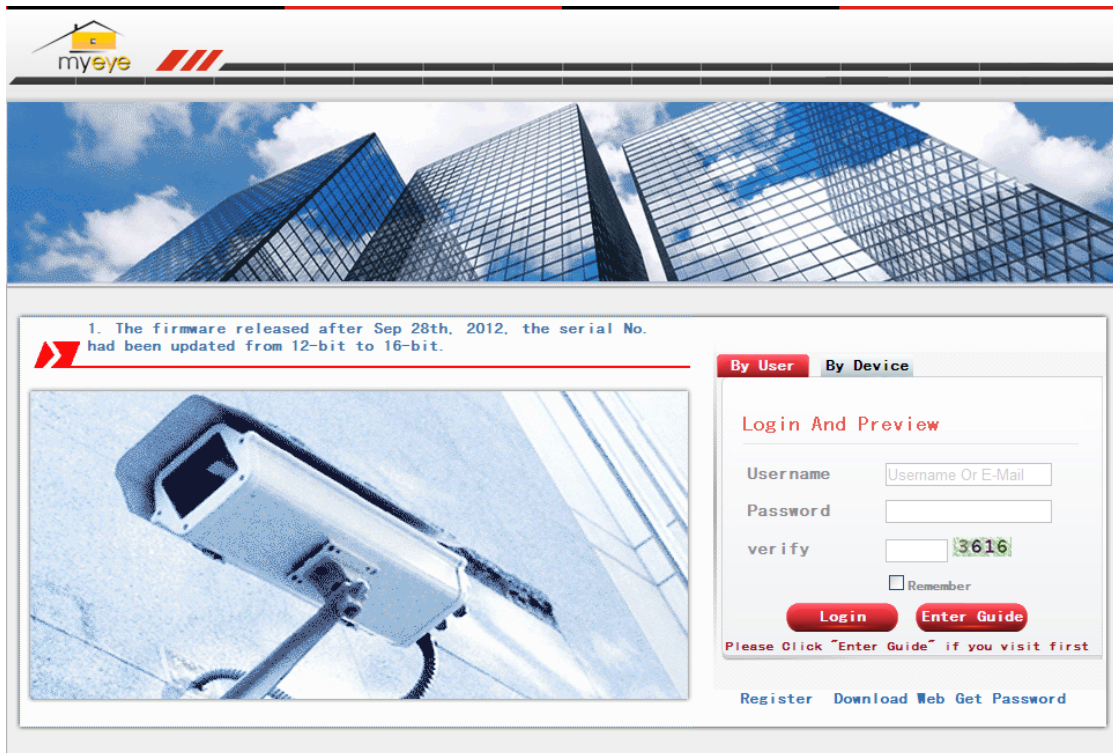 myeye
1. The firmware released after Sep 28th, 2012, the serial No.
had been updated from 12-bit to 16-bit.
By User By Device
Login And Preview
Username Username Or E-Mail
Password
verify 3616
Remember
Login Enter Guide
Please Click "Enter Guide" if you visit first
Register Download Web Get Password